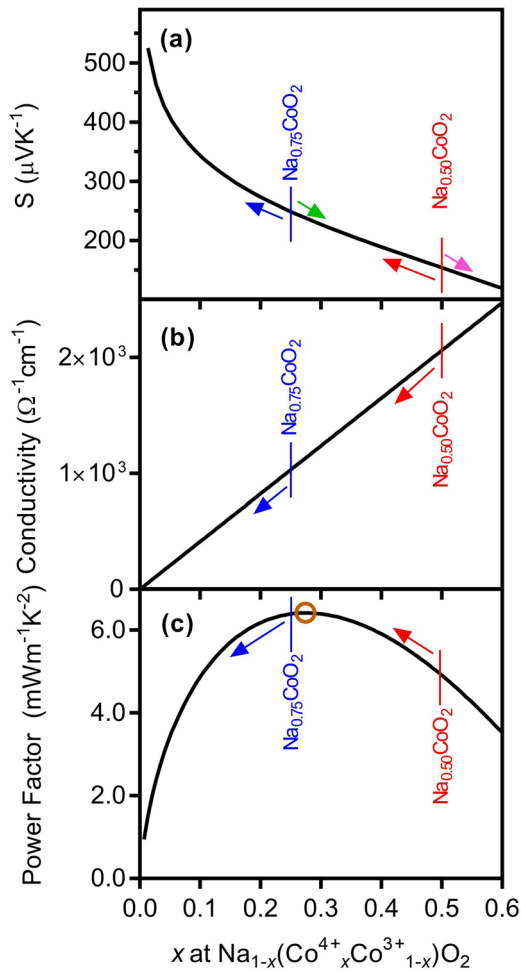 (a)
500
400
300
200
S (μVK⁻¹)
Na₀.₇₅CoO₂
Na₀.₅₀CoO₂
(b)
2×10³
1×10³
0
Conductivity (Ω⁻¹cm⁻¹)
Na₀.₇₅CoO₂
Na₀.₅₀CoO₂
(c)
6.0
4.0
2.0
0.0
Power Factor (mWm⁻¹K⁻²)
Na₀.₇₅CoO₂
Na₀.₅₀CoO₂
0.0 0.1 0.2 0.3 0.4 0.5 0.6
x at Na₁₋ₓ(Co⁴⁺ₓCo³⁺₁₋ₓ)O₂